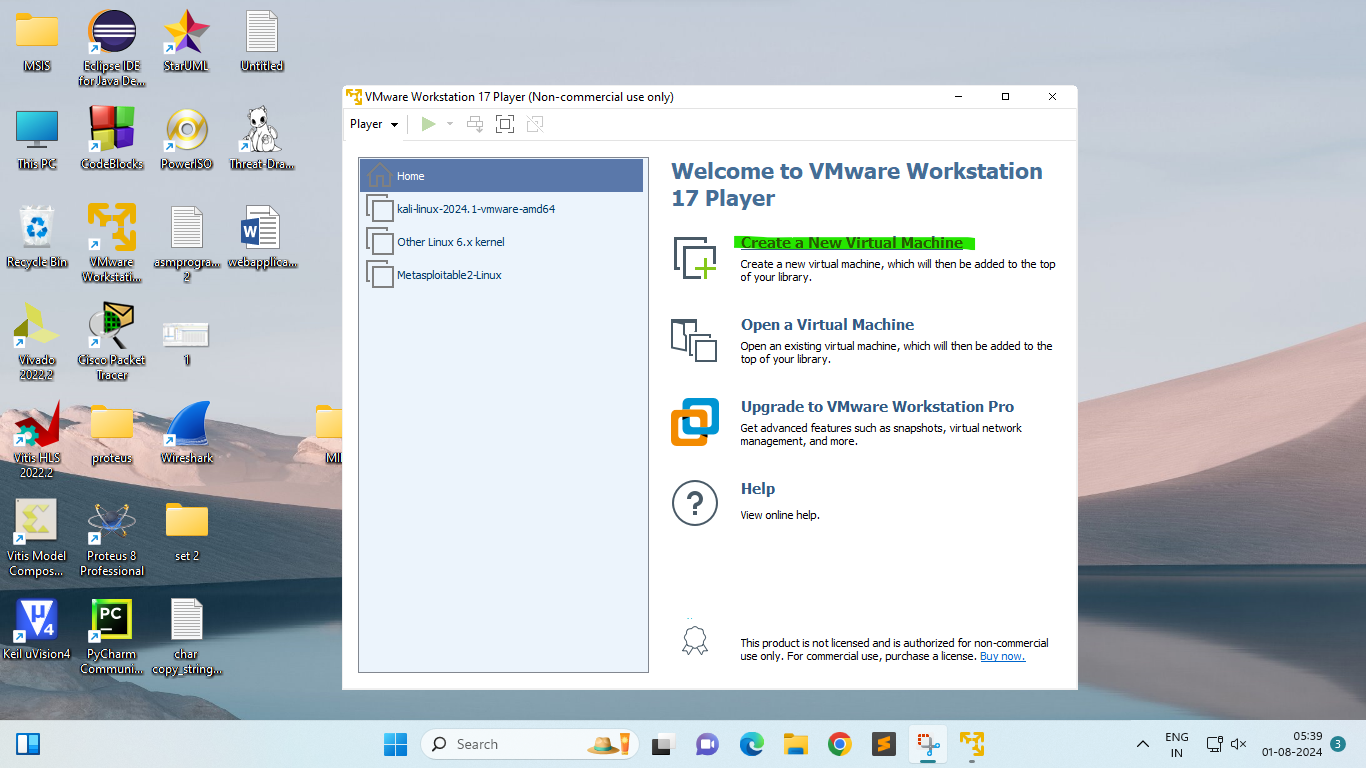 MSIS
Eclipse IDE
for Java De...
StarUML
Untitled
This PC
CodeBlocks
PowerISO
Threat-Dra...
Recycle Bin
VMware
Workstati...
asmprogra...
2
webapplica...
Vivado
2022.2
Cisco Packet
Tracer
1
Vitis HLS
2022.2
proteus
Wireshark
Vitis Model
Compos...
Proteus 8
Professional
set 2
Keil uVision4
PC
PyCharm
Communi...
char
copy_string...
VMware Workstation 17 Player (Non-commercial use only)
Player
Home
kali-linux-2024.1-vmware-amd64
Other Linux 6.x kernel
Metasploitable2-Linux
Welcome to VMware Workstation
17 Player
Create a New Virtual Machine
Create a new virtual machine, which will then be added to the top
of your library.
Open a Virtual Machine
Open an existing virtual machine, which will then be added to the
top of your library.
Upgrade to VMware Workstation Pro
Get advanced features such as snapshots, virtual network
management, and more.
Help
View online help.
This product is not licensed and is authorized for non-commercial
use only. For commercial use, purchase a license. Buy now.
Search
ENG
IN
05:39
01-08-2024
3